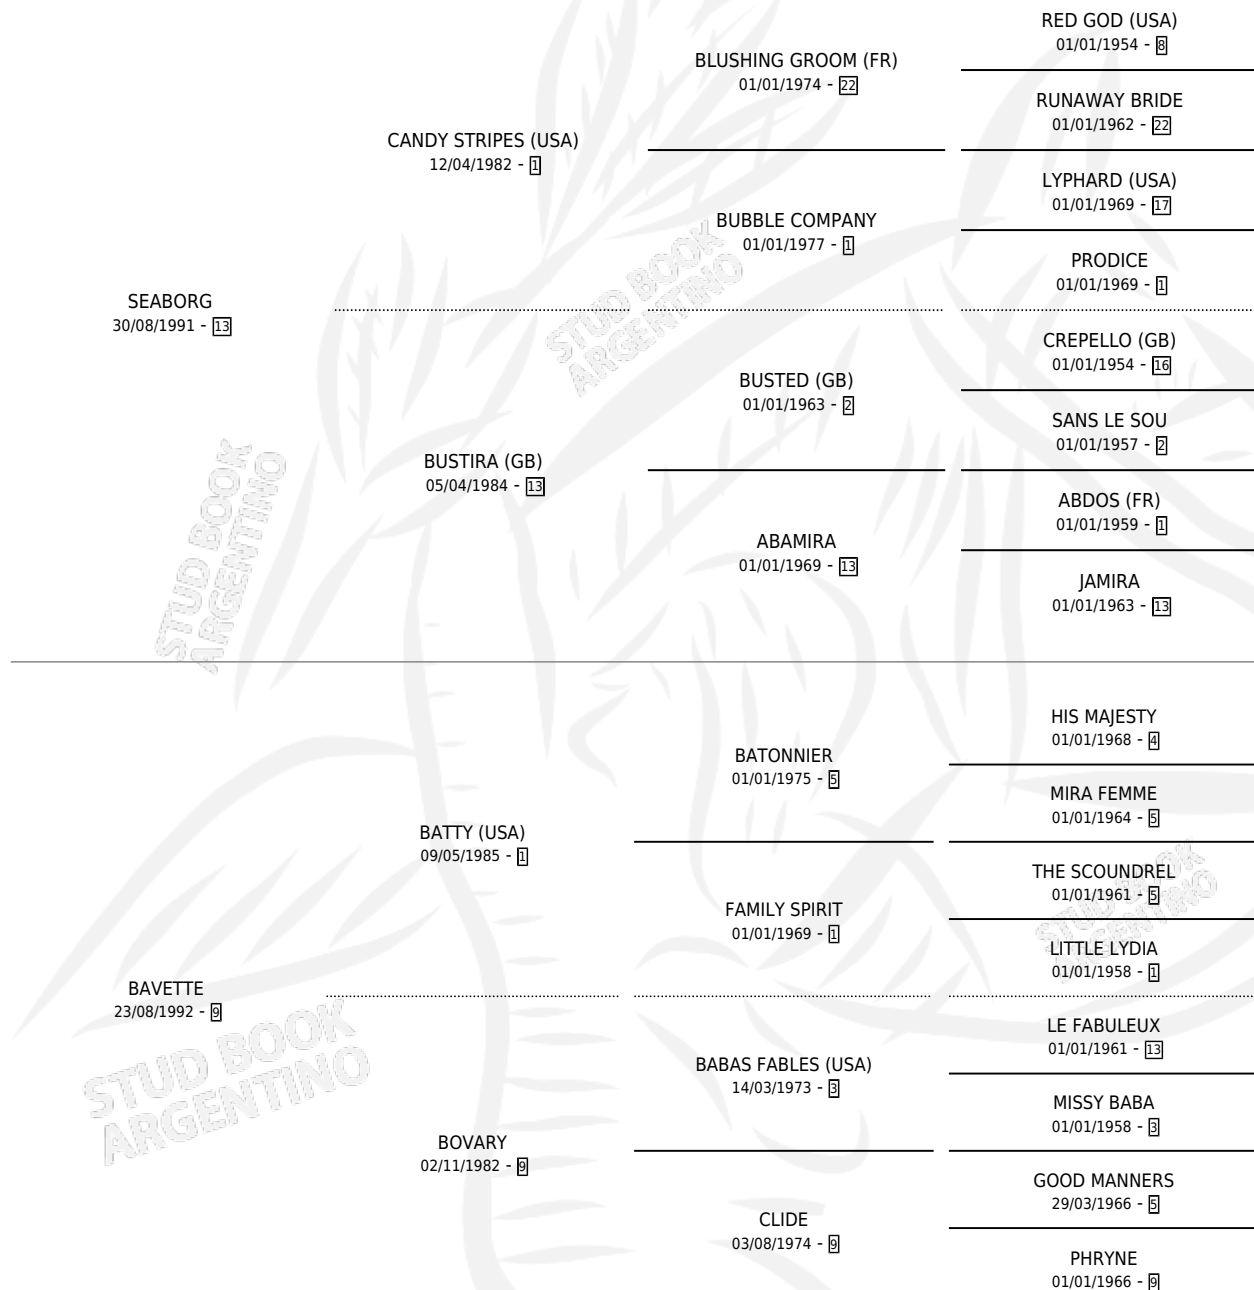 SEABORG
30/08/1991 - 13
CANDY STRIPES (USA)
12/04/1982 - 1
BLUSHING GROOM (FR)
01/01/1974 - 22
RED GOD (USA)
01/01/1954 - 8
RUNAWAY BRIDE
01/01/1962 - 22
BUBBLE COMPANY
01/01/1977 - 1
LYPHARD (USA)
01/01/1969 - 17
PRODICE
01/01/1969 - 1
BUSTIRA (GB)
05/04/1984 - 13
BUSTED (GB)
01/01/1963 - 2
CREPELLO (GB)
01/01/1954 - 16
SANS LE SOU
01/01/1957 - 2
ABAMIRA
01/01/1969 - 13
ABDOS (FR)
01/01/1959 - 1
JAMIRA
01/01/1963 - 13
BAVETTE
23/08/1992 - 9
BATTY (USA)
09/05/1985 - 1
BATONNIER
01/01/1975 - 5
HIS MAJESTY
01/01/1968 - 4
MIRA FEMME
01/01/1964 - 5
FAMILY SPIRIT
01/01/1969 - 1
THE SCOUNDREL
01/01/1961 - 5
LITTLE LYDIA
01/01/1958 - 1
BOVARY
02/11/1982 - 9
BABAS FABLES (USA)
14/03/1973 - 3
LE FABULEUX
01/01/1961 - 13
MISSY BABA
01/01/1958 - 3
CLIDE
03/08/1974 - 9
GOOD MANNERS
29/03/1966 - 5
PHRYNE
01/01/1966 - 9
STUD BOOK
ARGENTINO
STUD BOOK
ARGENTINO
STUD BOOK
ARGENTINO
STUD BOOK
ARGENTINO